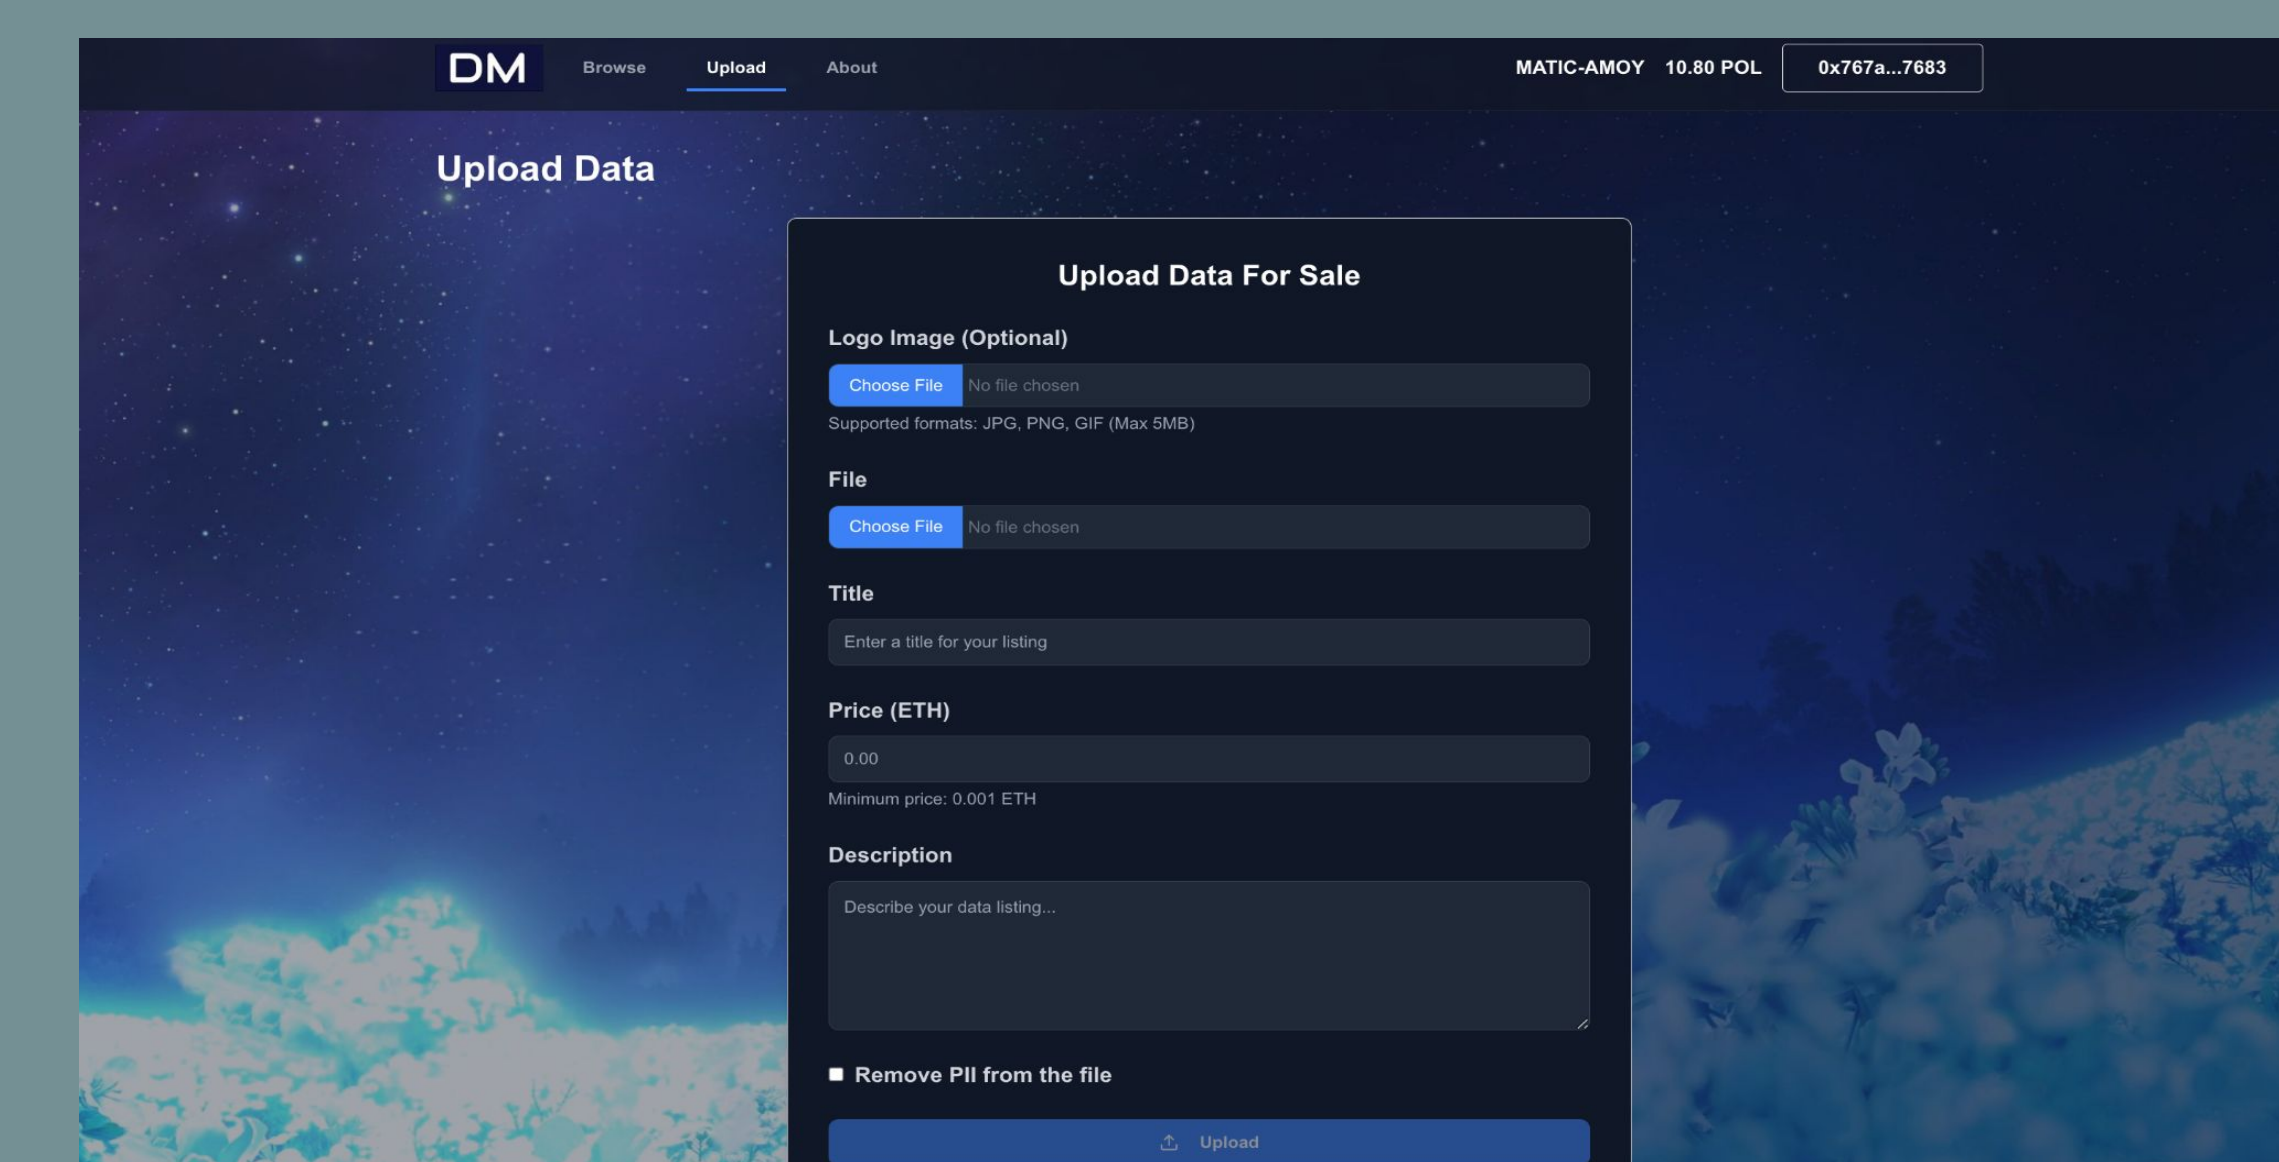 DM Browse Upload About MATIC-AMOY 10.80 POL 0x767a...7683
Upload Data
Upload Data For Sale
Logo Image (Optional)
Choose File No file chosen
Supported formats: JPG, PNG, GIF (Max 5MB)
File
Choose File No file chosen
Title
Enter a title for your listing
Price (ETH)
0.00
Minimum price: 0.001 ETH
Description
Describe your data listing...
Remove PII from the file
Upload